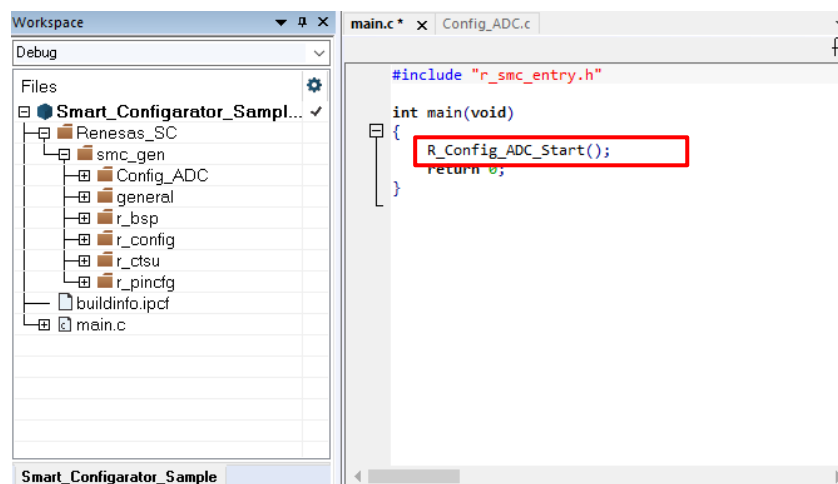 Workspace
main.c * x Config_ADC.c
Debug
Files
Smart_Configarator_Sampl...
Renesas_SC
smc_gen
Config_ADC
general
r_bsp
r_config
r_ctsu
r_pincfg
buildinfo.ipcf
main.c
Smart_Configarator_Sample
#include "r_smc_entry.h"
int main(void)
{
R_Config_ADC_Start();
return 0;
}